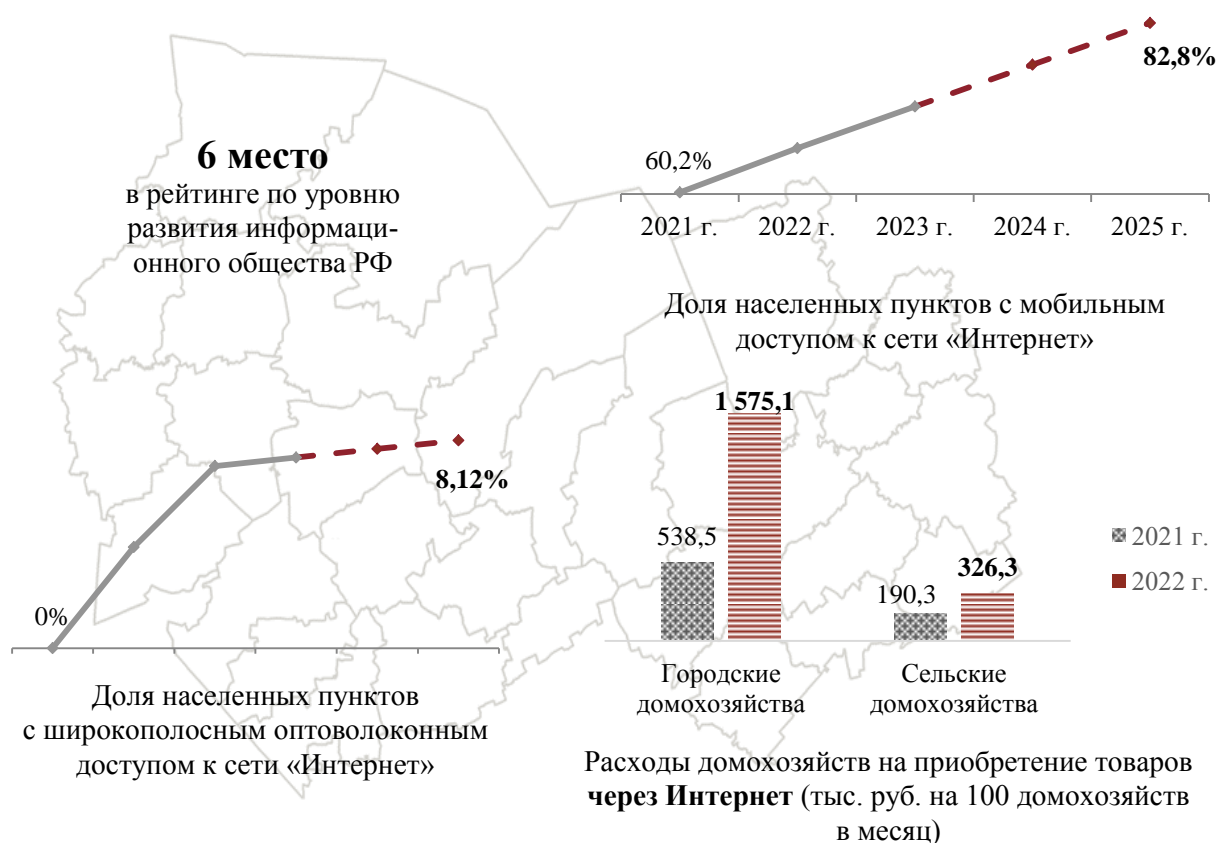 6 место
в рейтинге по уровню
развития информаци-
онного общества РФ
82,8%
60,2%
2021 г.
2022 г.
2023 г.
2024 г.
2025 г.
Доля населенных пунктов с мобильным
доступом к сети «Интернет»
0%
8,12%
Доля населенных пунктов
с широкополосным оптоволоконным
доступом к сети «Интернет»
1 575,1
538,5
326,3
190,3
2021 г.
2022 г.
Городские
домохозяйства
Сельские
домохозяйства
Расходы домохозяйств на приобретение товаров
через Интернет (тыс. руб. на 100 домохозяйств
в месяц)